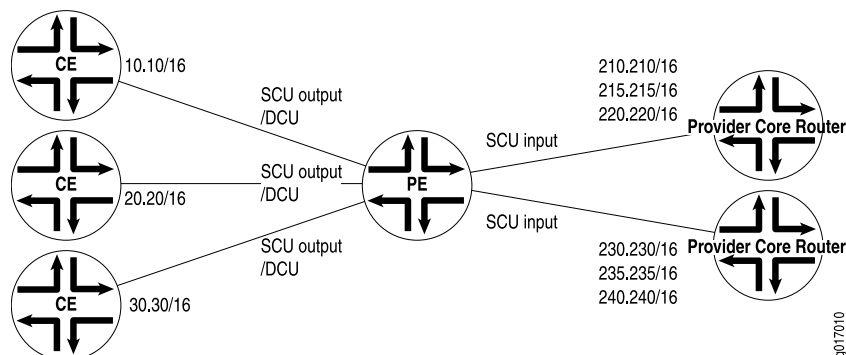 CE
10.10/16
SCU output
/DCU
CE
20.20/16
SCU output
/DCU
CE
30.30/16
SCU output
/DCU
PE
SCU input
SCU input
210.210/16
215.215/16
220.220/16
Provider Core Router
230.230/16
235.235/16
240.240/16
Provider Core Router
g017010